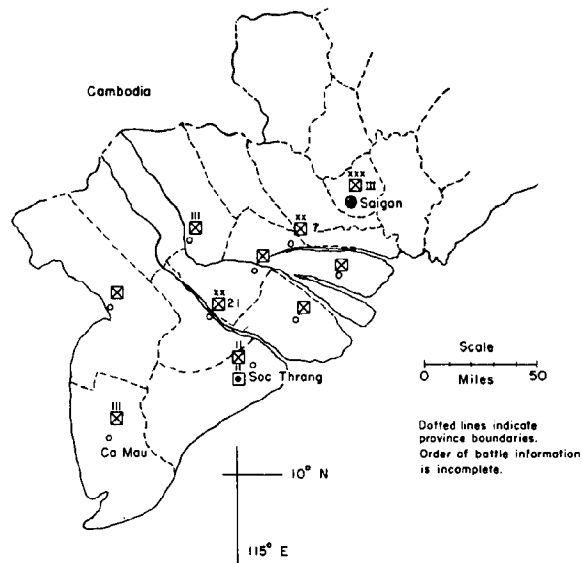 Cambodia
XXX
III
Saigon
III
XX
7
XX
21
II
Soc Thrang
II
III
Ca Mau
Scale
0 50
Miles
Dotted lines indicate
province boundaries.
Order of battle information
is incomplete.
10° N
115° E